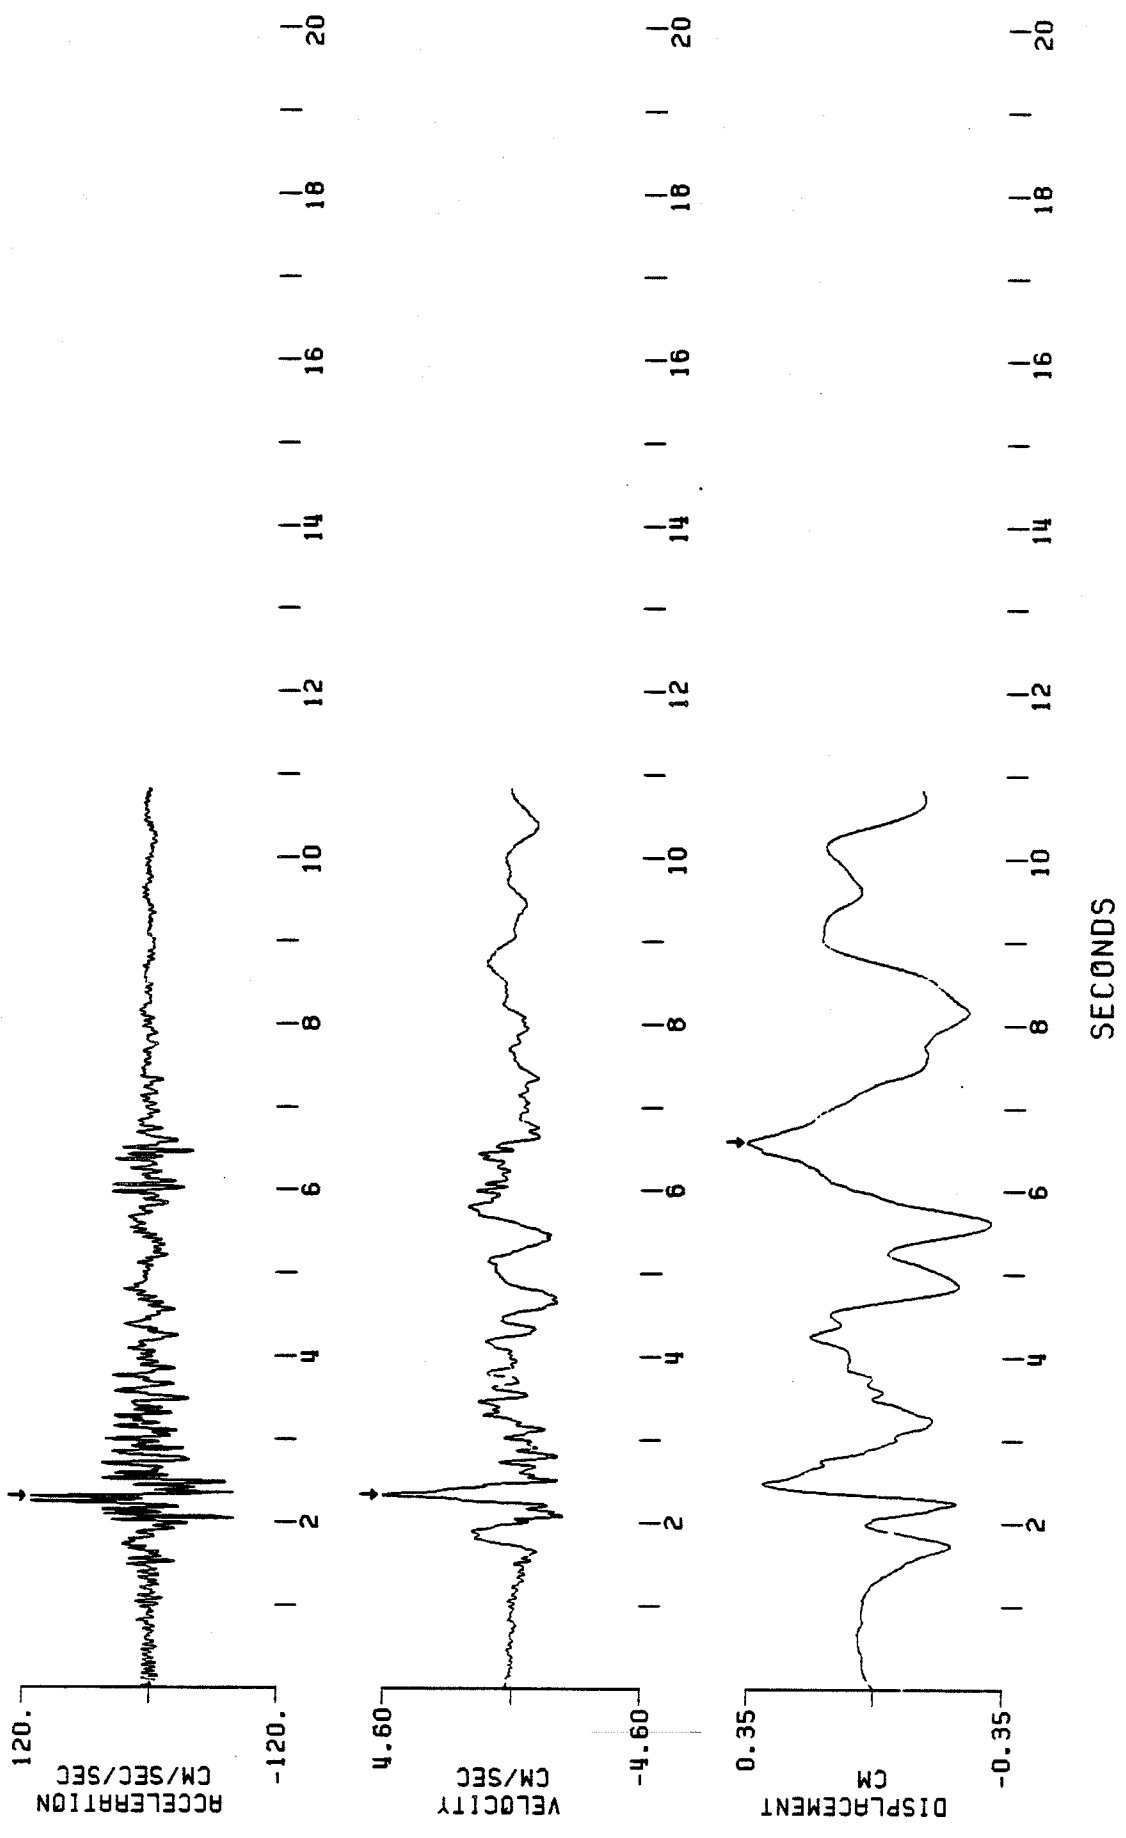 ACCELERATION
CM/SEC/SEC
120.
-120.
2 4 6 8 10 12 14 16 18 20
VELOCITY
CM/SEC
4.60
-4.60
2 4 6 8 10 12 14 16 18 20
DISPLACEMENT
CM
0.35
-0.35
2 4 6 8 10 12 14 16 18 20
SECONDS